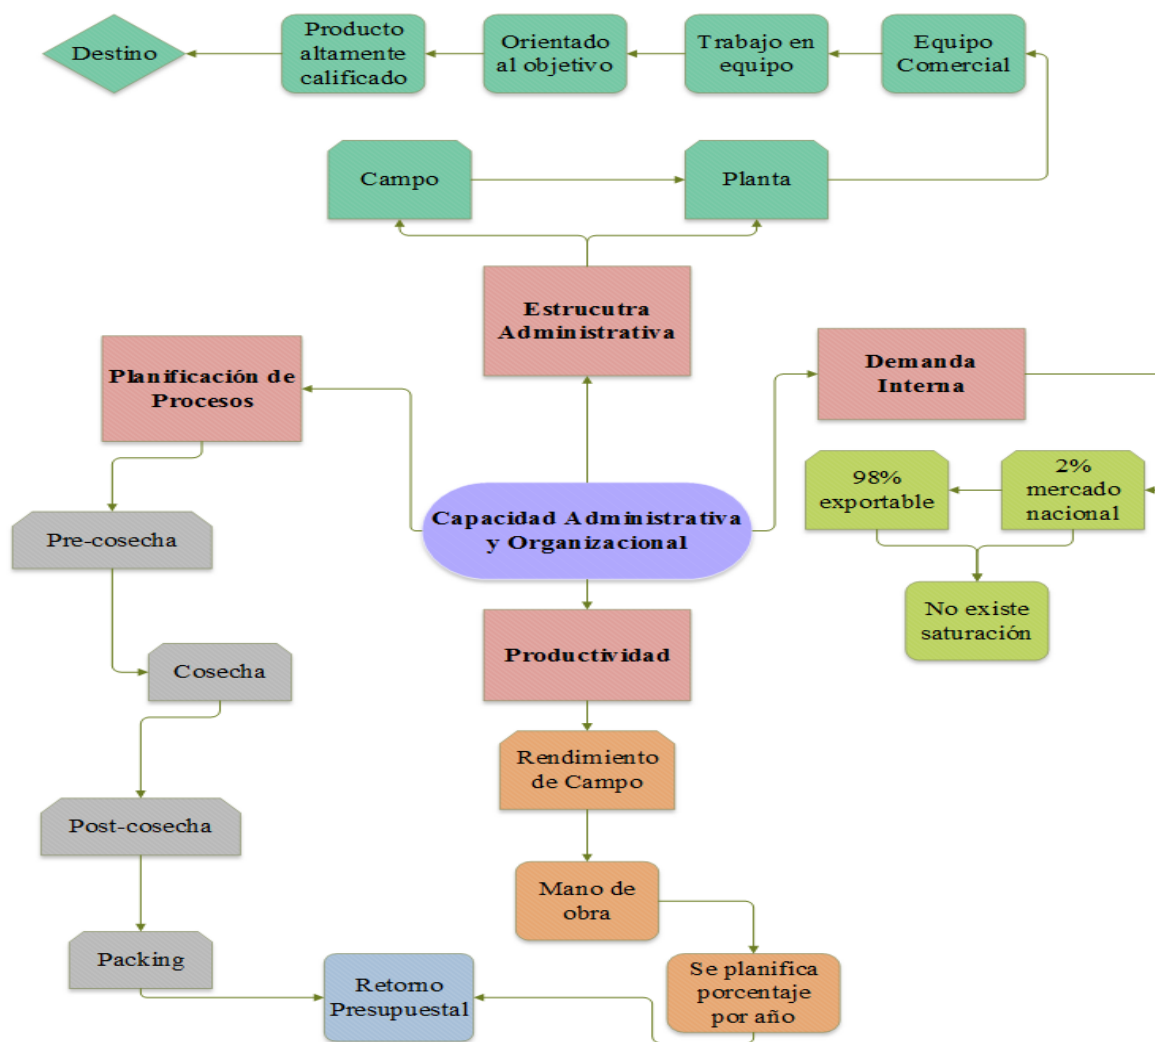 Destino
Producto
altamente
calificado
Orientado
al objetivo
Trabajo en
equipo
Equipo
Comercial
Campo
Planta
Estrucutra
Administrativa
Planificación de
Procesos
Demanda
Interna
98%
exportable
2%
mercado
nacional
Capacidad Administrativa
y Organizacional
Pre-cosecha
No existe
saturación
Productividad
Cosecha
Rendimiento
de Campo
Post-cosecha
Mano de
obra
Packing
Retorno
Presupuestal
Se planifica
porcentaje
por año